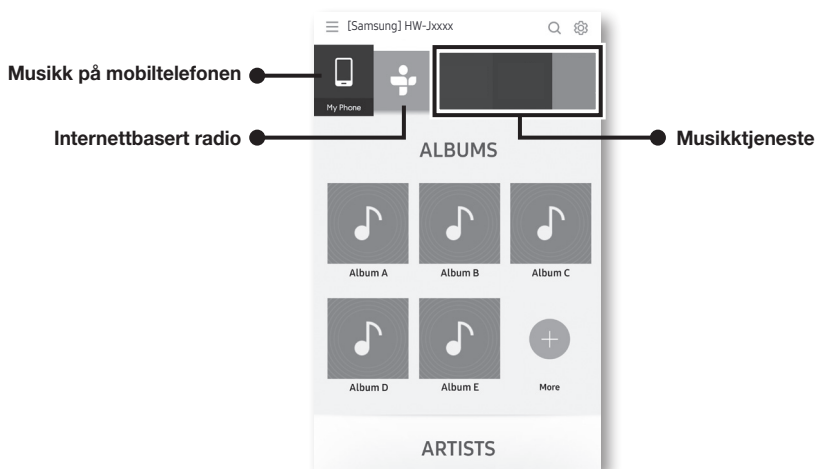 [Samsung] HW-Jxxxx
Musikk på mobiltelefonen
My Phone
Internettbasert radio
Musikktjeneste
ALBUMS
Album A
Album B
Album C
Album D
Album E
More
ARTISTS